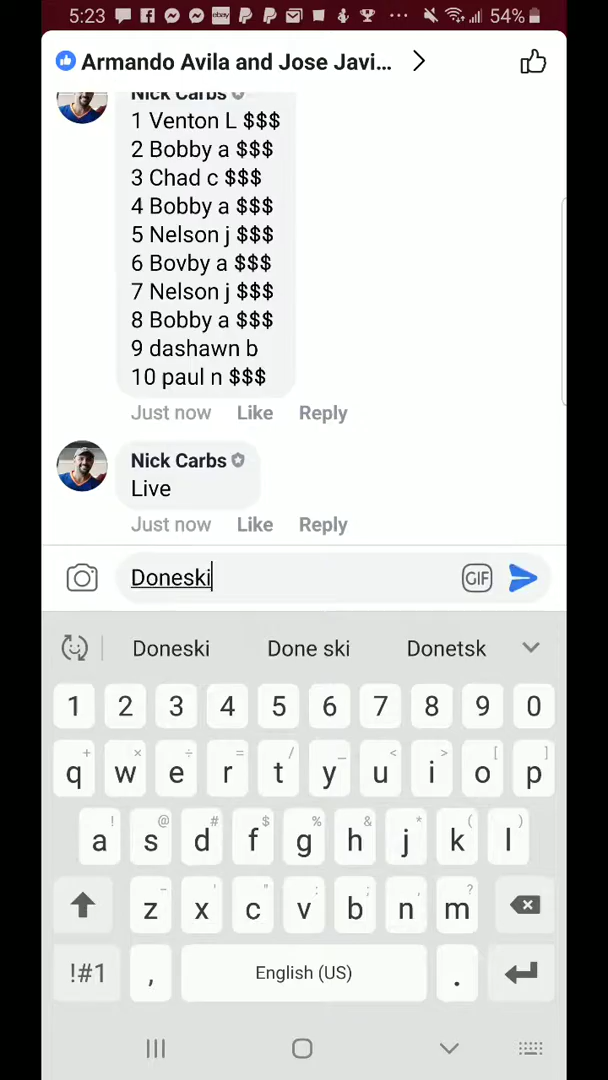 5:23 54%
Armando Avila and Jose Javi...
Nick Carbs
1 Venton L $$$
2 Bobby a $$$
3 Chad c $$$
4 Bobby a $$$
5 Nelson j $$$
6 Bovby a $$$
7 Nelson j $$$
8 Bobby a $$$
9 dashawn b
10 paul n $$$
Just now Like Reply
Nick Carbs
Live
Just now Like Reply
Doneski GIF
Doneski Done ski Donetsk
1 2 3 4 5 6 7 8 9 0
+ × ÷ = / _ < > [ ]
q w e r t y u i o p
! @ # $ % & * ( )
a s d f g h j k l
- ' " : ; , ?
z x c v b n m
!#1 , English (US) .